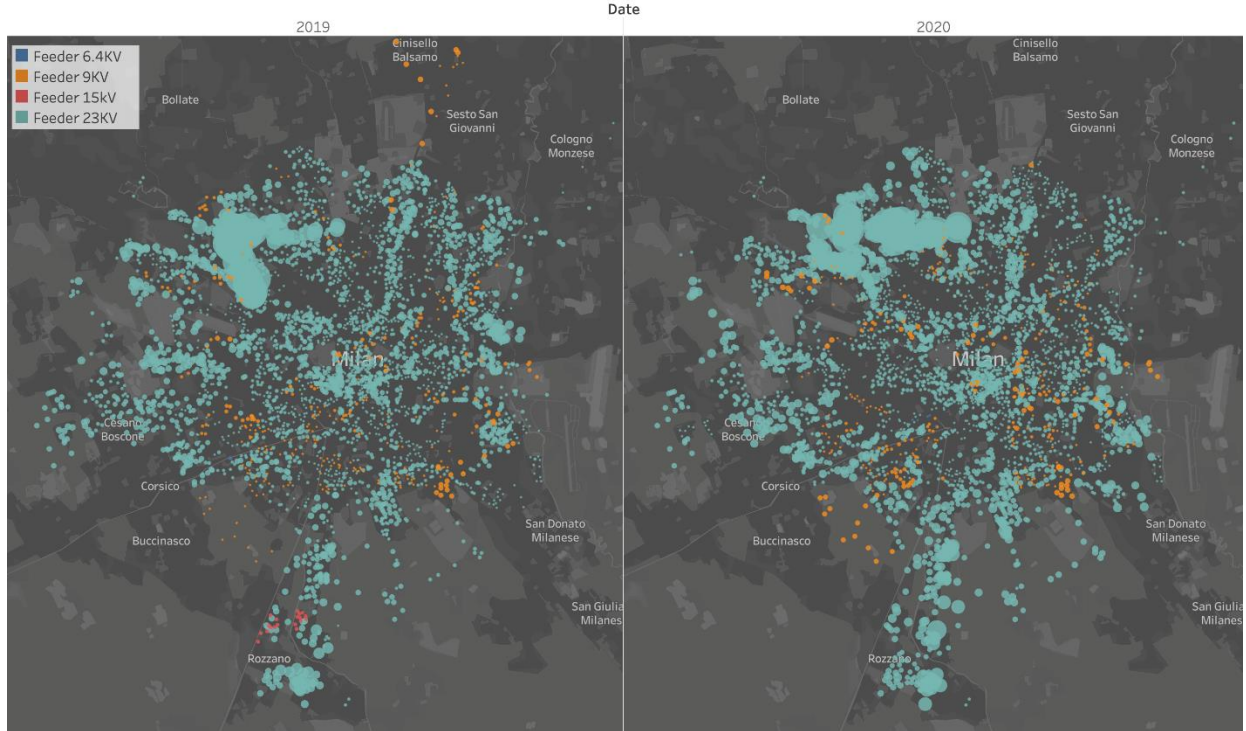 Date
2019
2020
Feeder 6.4KV
Feeder 9KV
Feeder 15kV
Feeder 23KV
Cinisello
Balsamo
Bollate
Sesto San
Giovanni
Cologno
Monzese
Milan
Cesano
Boscone
Corsico
Buccinasco
San Donato
Milanese
San Giulia
Milanes
Rozzano
Cinisello
Balsamo
Bollate
Sesto San
Giovanni
Cologno
Monzese
Milan
Cesano
Boscone
Corsico
Buccinasco
San Donato
Milanese
San Giulia
Milanes
Rozzano